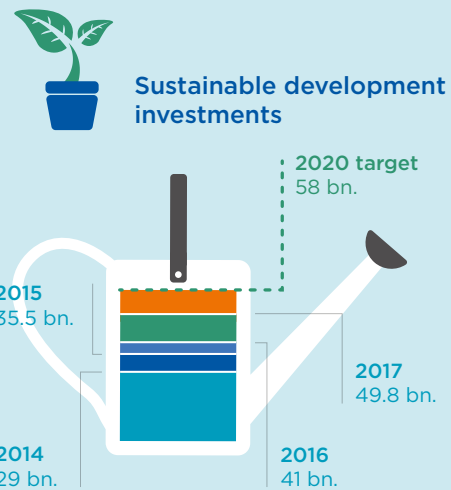 Sustainable development
investments
2020 target
58 bn.
2015
35.5 bn.
2017
49.8 bn.
2014
29 bn.
2016
41 bn.